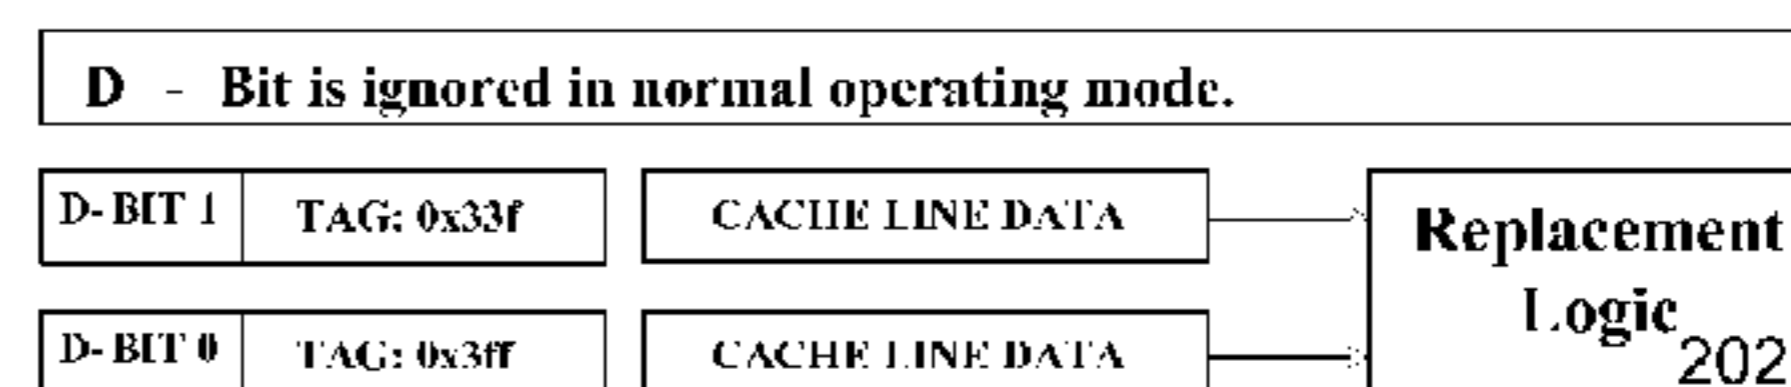 D - Bit is ignored in normal operating mode.
D-BIT 1 TAG: 0x33f CACHE LINE DATA
Replacement
Logic
202
D-BIT 0 TAG: 0x3ff CACHE LINE DATA